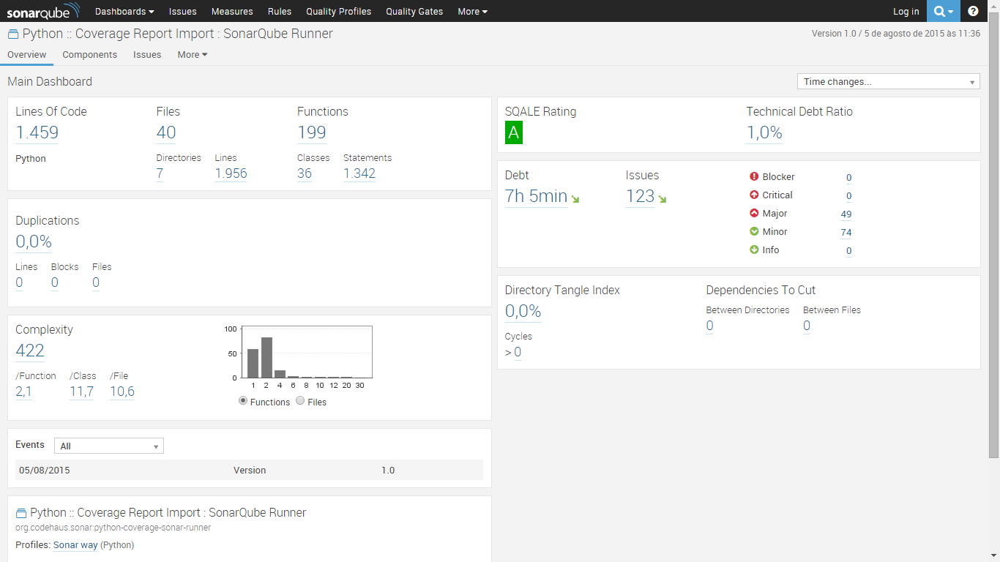 sonarqube Dashboards Issues Measures Rules Quality Profiles Quality Gates More Log in ?
Python :: Coverage Report Import : SonarQube Runner
Version 1.0 / 5 de agosto de 2015 às 11:36
Overview Components Issues More
Main Dashboard
Time changes...
Lines Of Code Files Functions
1.459 40 199
Python
Directories Lines Classes Statements
7 1.956 36 1.342
Duplications
0,0%
Lines Blocks Files
0 0 0
Complexity
422
/Function /Class /File
2,1 11,7 10,6
100
50
0
1 2 4 6 8 10 12 20 30
Functions Files
Events All
05/08/2015 Version 1.0
Python :: Coverage Report Import : SonarQube Runner
org.codehaus.sonar:python-coverage-sonar-runner
Profiles: Sonar way (Python)
SQALE Rating Technical Debt Ratio
A 1,0%
Debt Issues
7h 5min 123
Blocker 0
Critical 0
Major 49
Minor 74
Info 0
Directory Tangle Index Dependencies To Cut
0,0%
Between Directories Between Files
0 0
Cycles
> 0